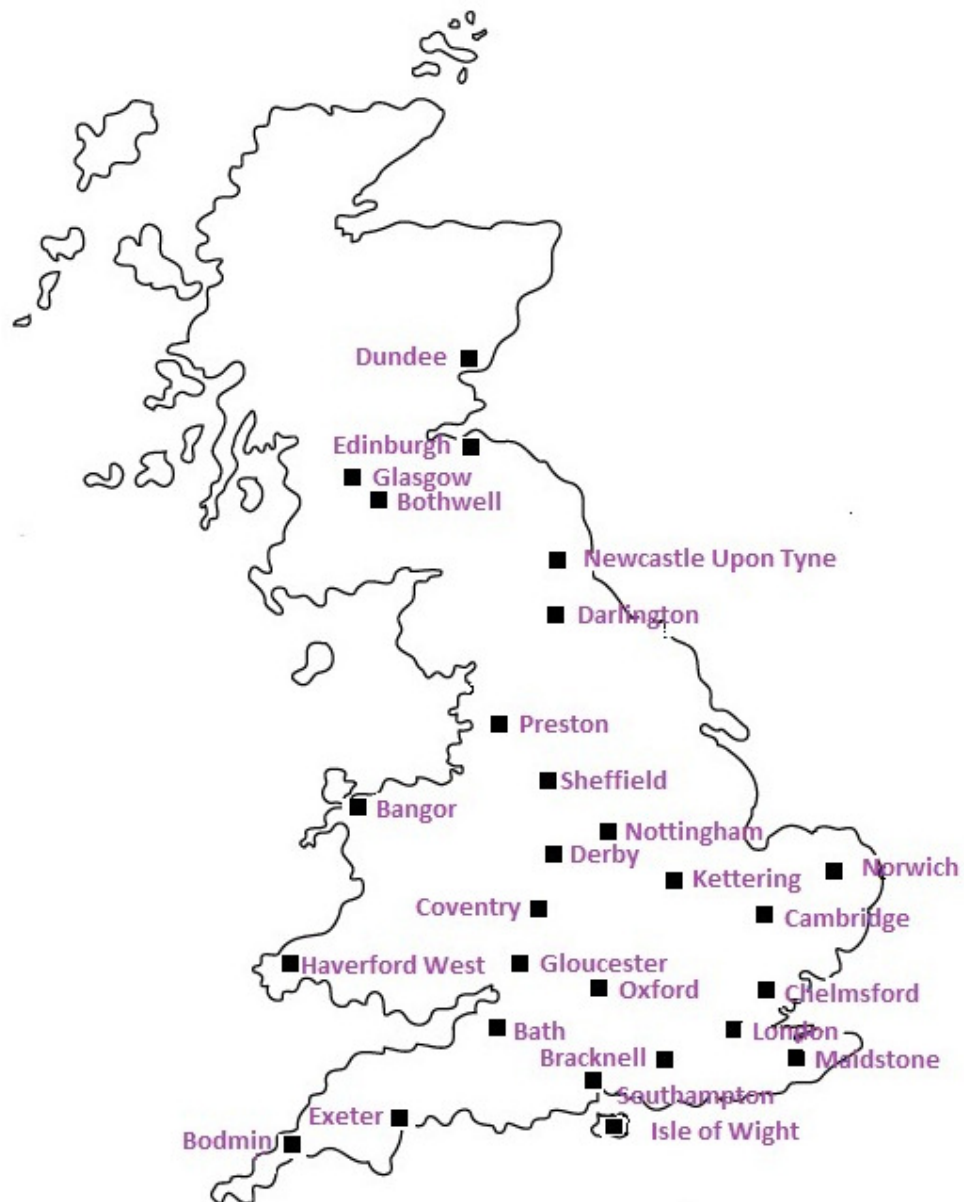 Dundee
Edinburgh
Glasgow
Bothwell
Newcastle Upon Tyne
Darlington
Preston
Sheffield
Bangor
Nottingham
Derby
Norwich
Kettering
Coventry
Cambridge
Haverford West
Gloucester
Oxford
Chelmsford
Bath
London
Bracknell
Maidstone
Southampton
Exeter
Isle of Wight
Bodmin